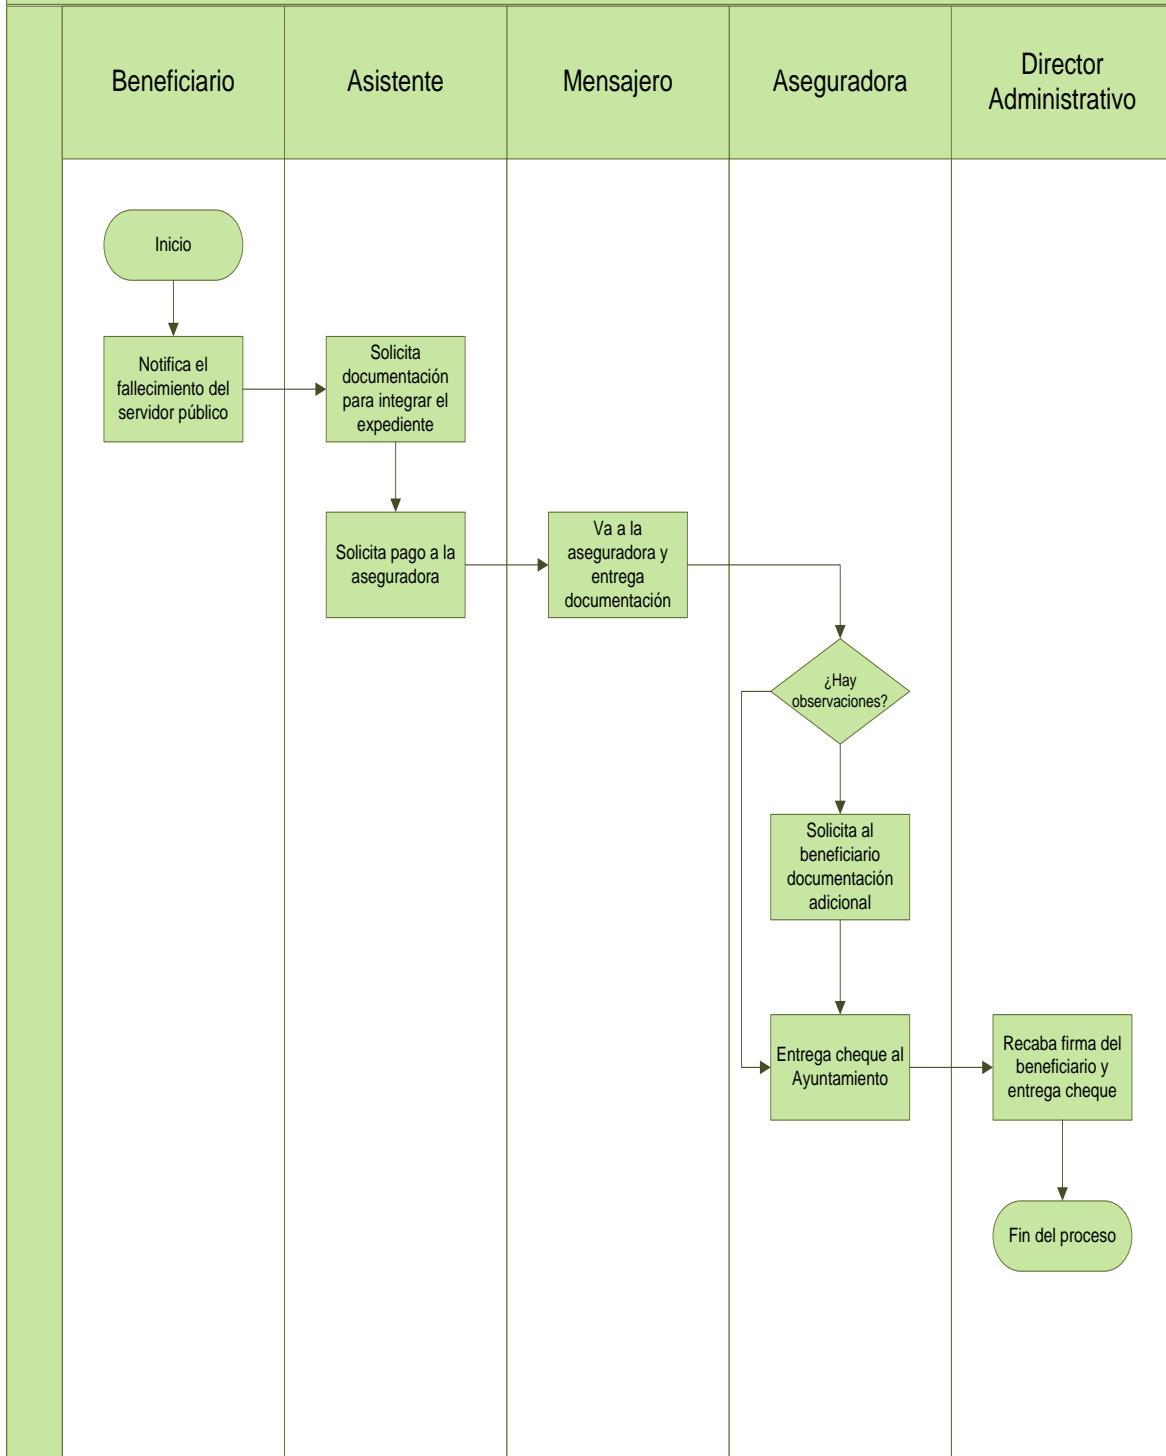 Beneficiario
Asistente
Mensajero
Aseguradora
Director
Administrativo
Inicio
Notifica el
fallecimiento del
servidor público
Solicita
documentación
para integrar el
expediente
Solicita pago a la
aseguradora
Va a la
aseguradora y
entrega
documentación
¿Hay
observaciones?
Solicita al
beneficiario
documentación
adicional
Entrega cheque al
Ayuntamiento
Recaba firma del
beneficiario y
entrega cheque
Fin del proceso